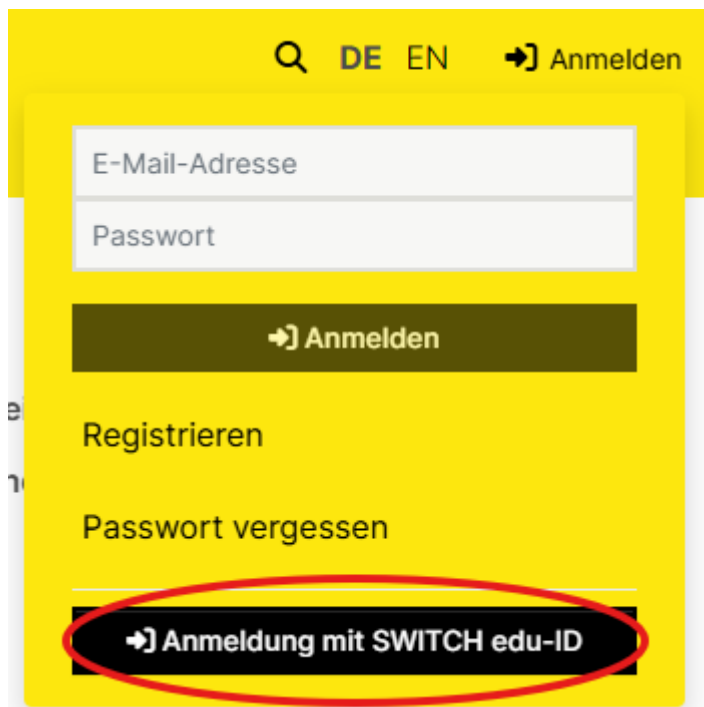 DE EN Anmelden
E-Mail-Adresse
Passwort
Anmelden
Registrieren
Passwort vergessen
Anmeldung mit SWITCH edu-ID